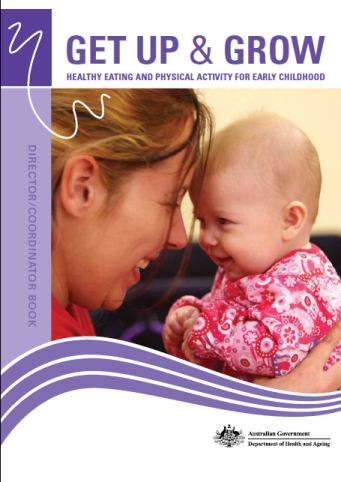 GET UP & GROW
HEALTHY EATING AND PHYSICAL ACTIVITY FOR EARLY CHILDHOOD
DIRECTOR/COORDINATOR BOOK
Australian Government
Department of Health and Ageing